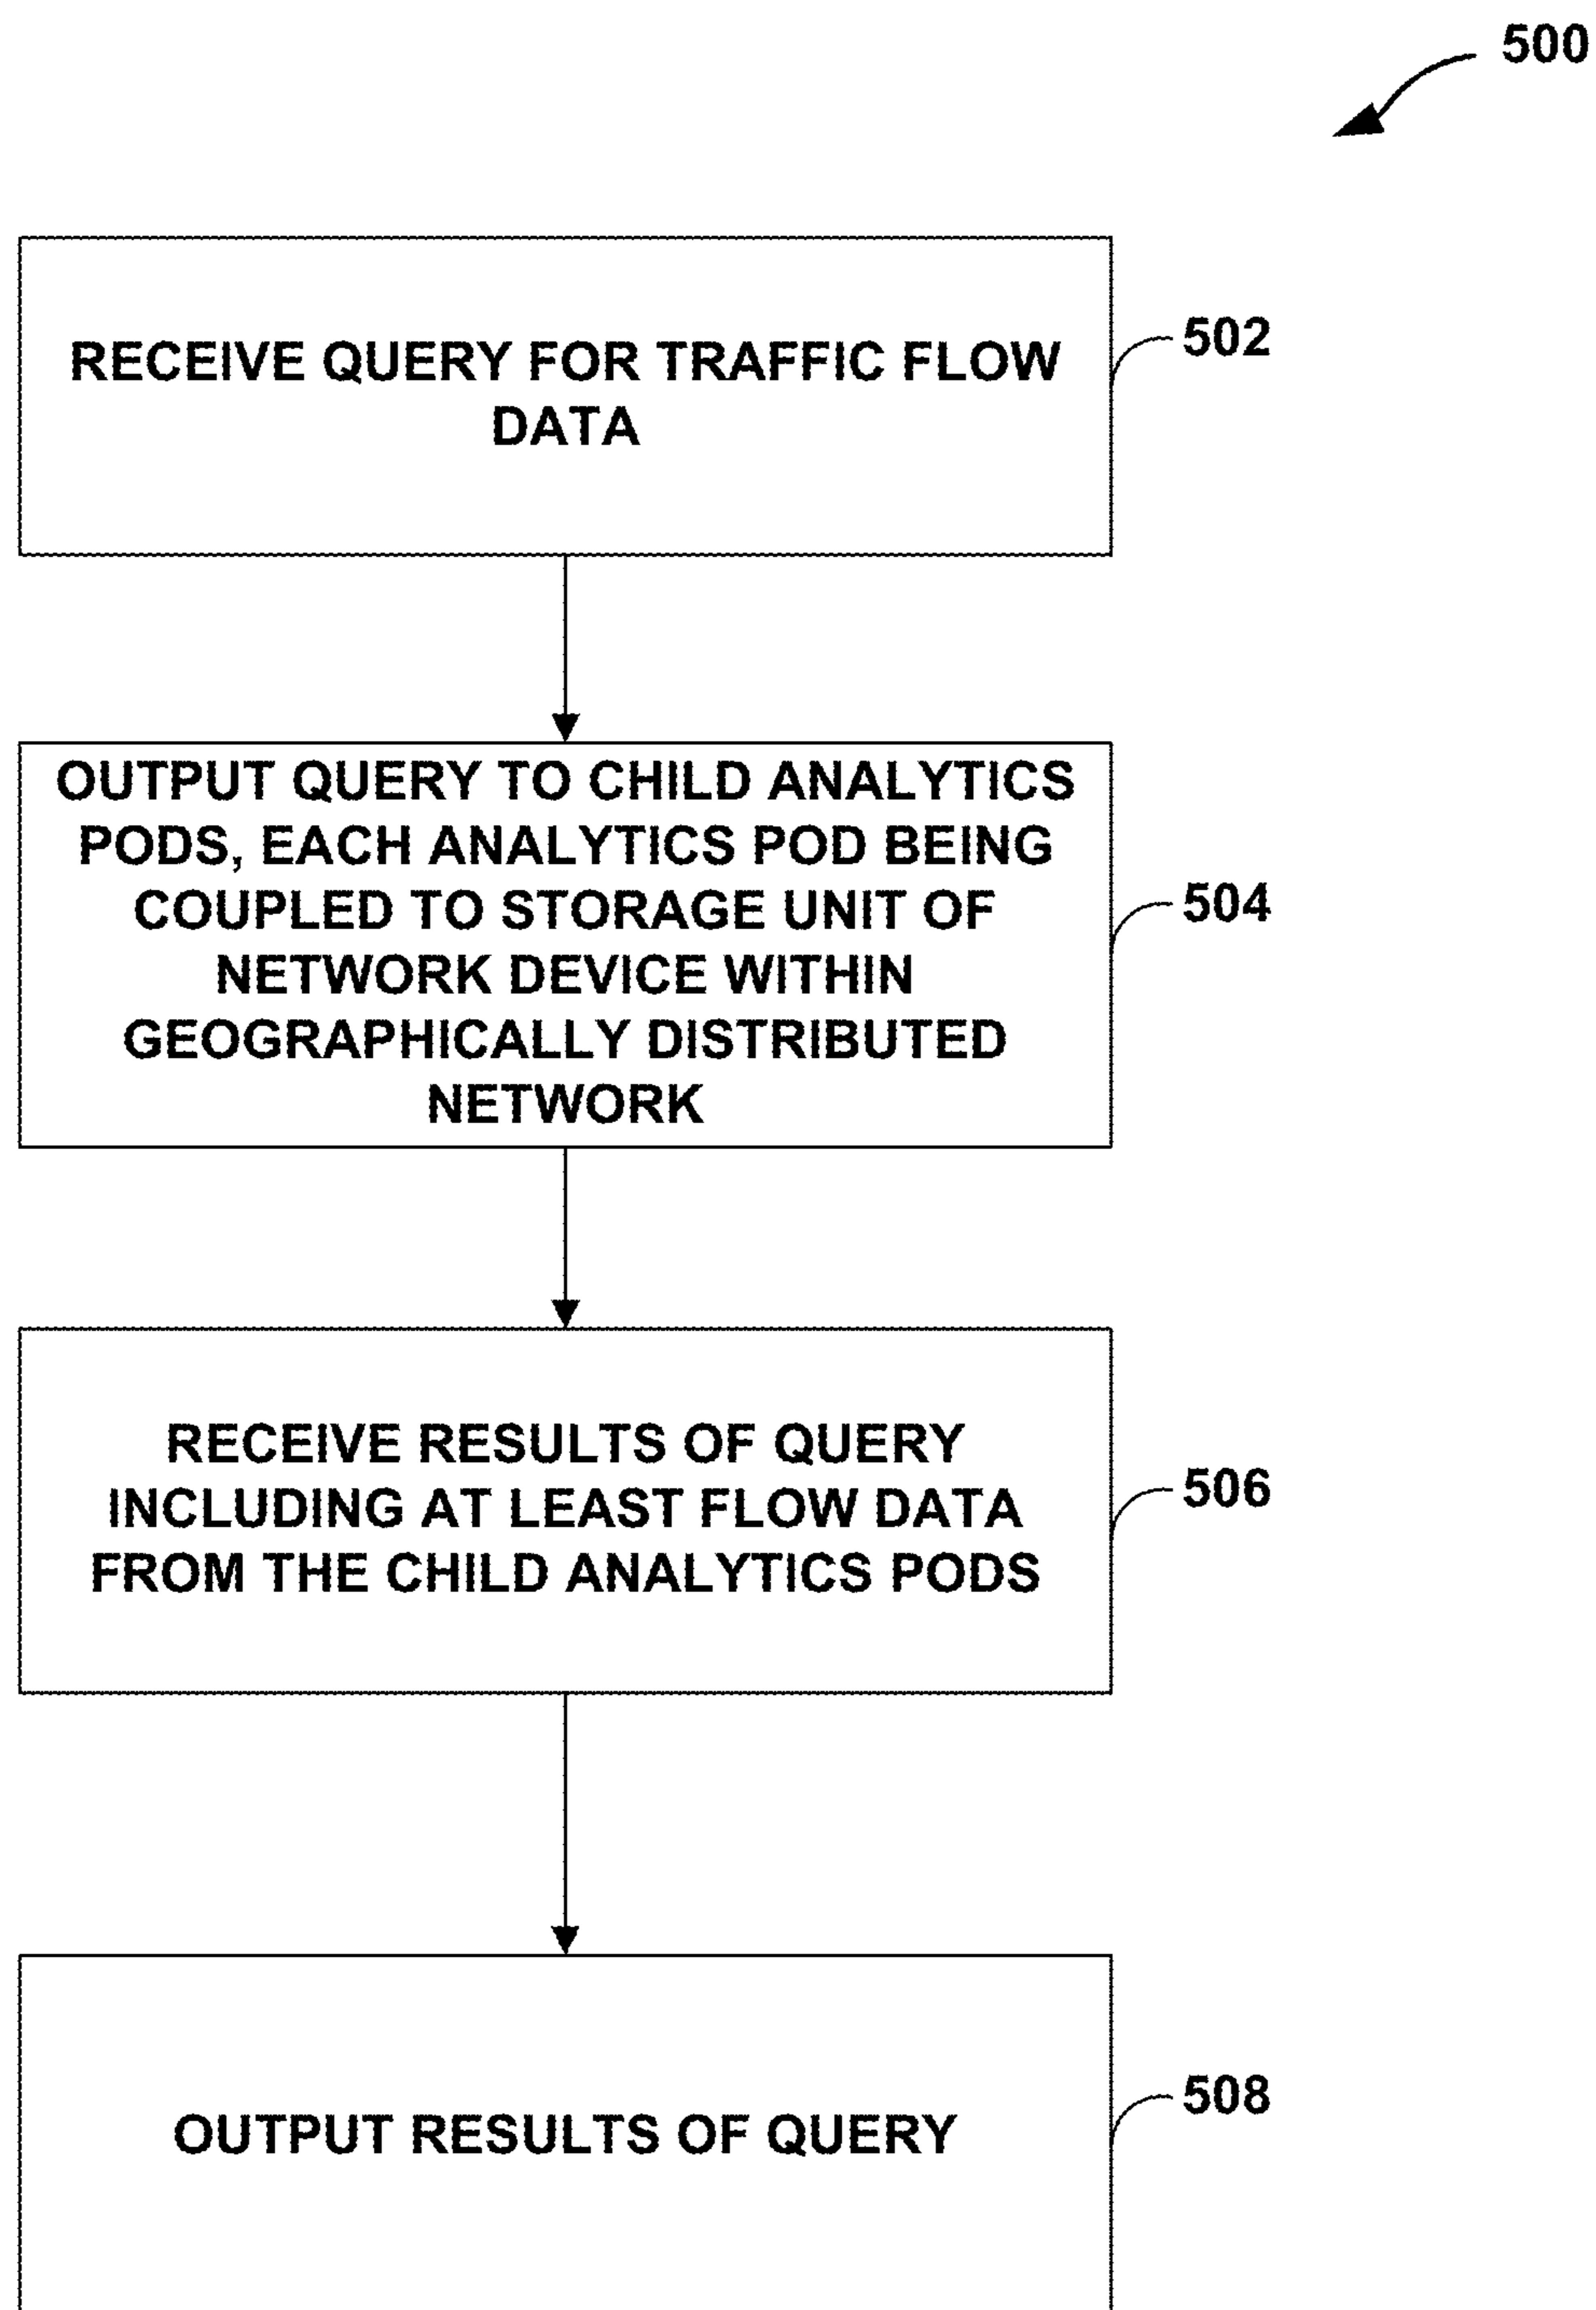 500
RECEIVE QUERY FOR TRAFFIC FLOW
DATA
502
OUTPUT QUERY TO CHILD ANALYTICS
PODS, EACH ANALYTICS POD BEING
COUPLED TO STORAGE UNIT OF
NETWORK DEVICE WITHIN
GEOGRAPHICALLY DISTRIBUTED
NETWORK
504
RECEIVE RESULTS OF QUERY
INCLUDING AT LEAST FLOW DATA
FROM THE CHILD ANALYTICS PODS
506
OUTPUT RESULTS OF QUERY
508